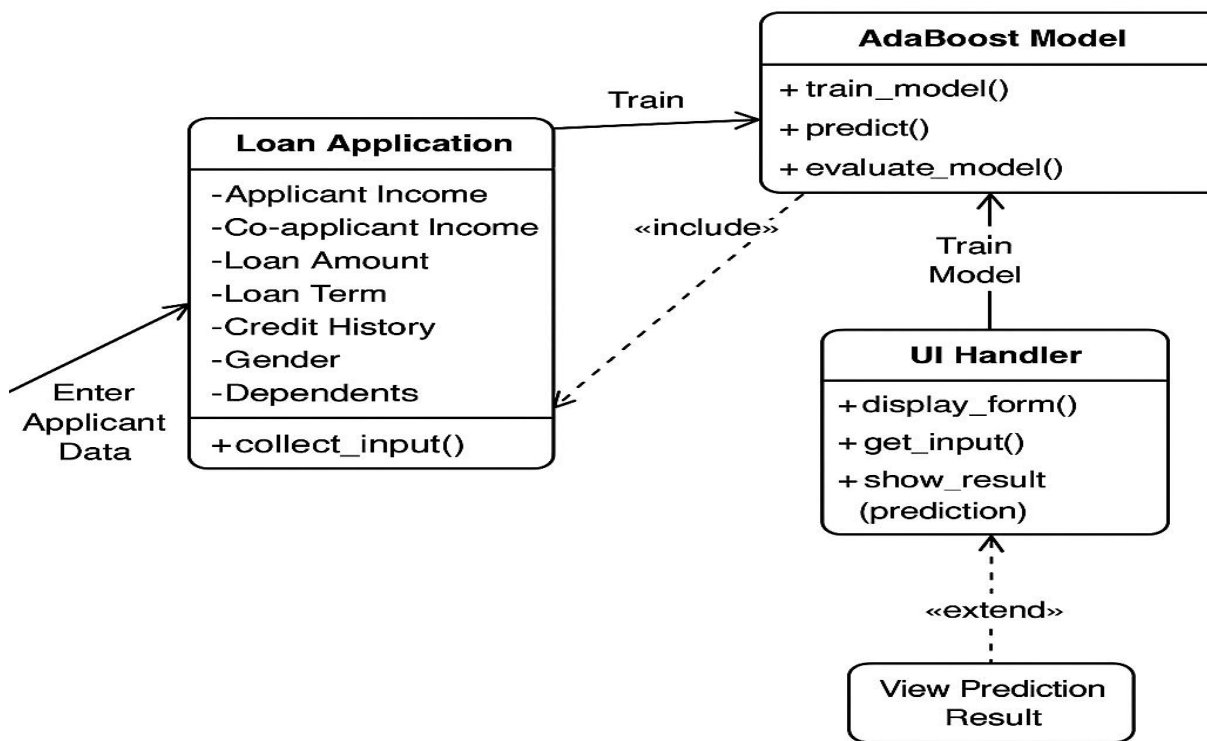 AdaBoost Model
+ train_model()
+ predict()
+ evaluate_model()
Train
Loan Application
-Applicant Income
-Co-applicant Income
-Loan Amount
-Loan Term
-Credit History
-Gender
-Dependents
+collect_input()
«include»
Train
Model
Enter
Applicant
Data
UI Handler
+ display_form()
+ get_input()
+ show_result
(prediction)
«extend»
View Prediction
Result